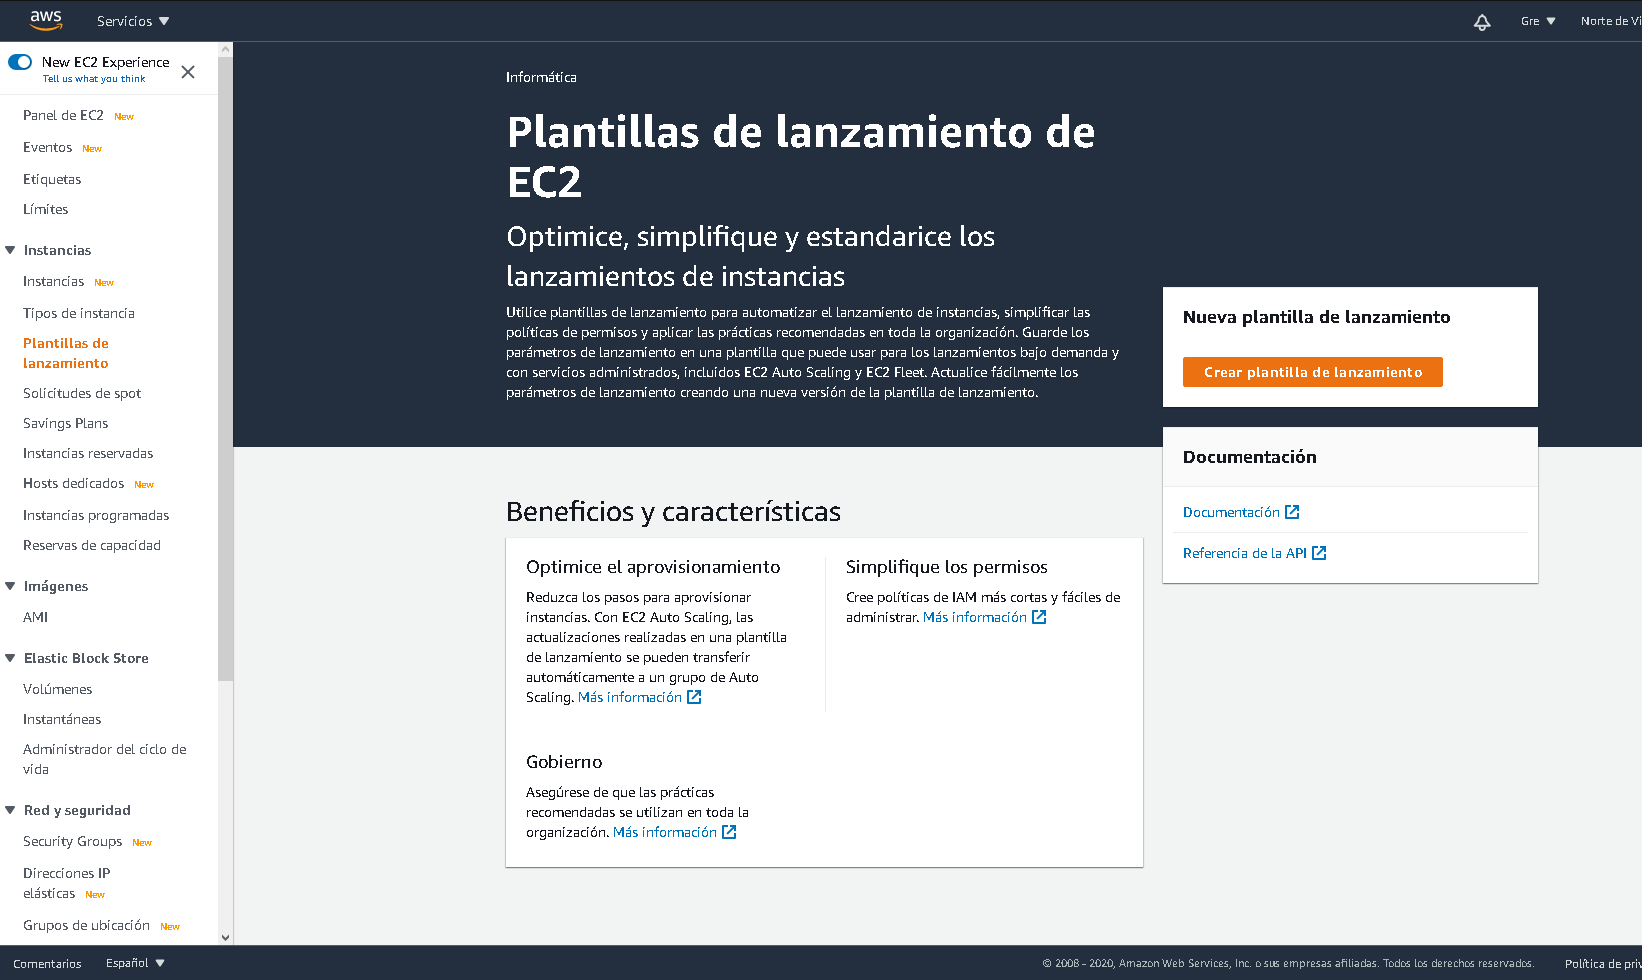 aws
Servicios
Gre
Norte de Vi
New EC2 Experience
Tell us what you think
Panel de EC2 New
Eventos New
Etiquetas
Límites
Instancias
Instancias New
Tipos de instancia
Plantillas de
lanzamiento
Solicitudes de spot
Savings Plans
Instancias reservadas
Hosts dedicados New
Instancias programadas
Reservas de capacidad
Imágenes
AMI
Elastic Block Store
Volúmenes
Instantáneas
Administrador del ciclo de
vida
Red y seguridad
Security Groups New
Direcciones IP
elásticas New
Grupos de ubicación New
Informática
Plantillas de lanzamiento de
EC2
Optimice, simplifique y estandarice los
lanzamientos de instancias
Utilice plantillas de lanzamiento para automatizar el lanzamiento de instancias, simplificar las
políticas de permisos y aplicar las prácticas recomendadas en toda la organización. Guarde los
parámetros de lanzamiento en una plantilla que puede usar para los lanzamientos bajo demanda y
con servicios administrados, incluidos EC2 Auto Scaling y EC2 Fleet. Actualice fácilmente los
parámetros de lanzamiento creando una nueva versión de la plantilla de lanzamiento.
Nueva plantilla de lanzamiento
Crear plantilla de lanzamiento
Documentación
Documentación
Referencia de la API
Beneficios y características
Optimice el aprovisionamiento
Reduzca los pasos para aprovisionar
instancias. Con EC2 Auto Scaling, las
actualizaciones realizadas en una plantilla
de lanzamiento se pueden transferir
automáticamente a un grupo de Auto
Scaling. Más información
Simplifique los permisos
Cree políticas de IAM más cortas y fáciles de
administrar. Más información
Gobierno
Asegúrese de que las prácticas
recomendadas se utilizan en toda la
organización. Más información
Comentarios
Español
© 2008 - 2020, Amazon Web Services, Inc. o sus empresas afiliadas. Todos los derechos reservados.
Política de priv